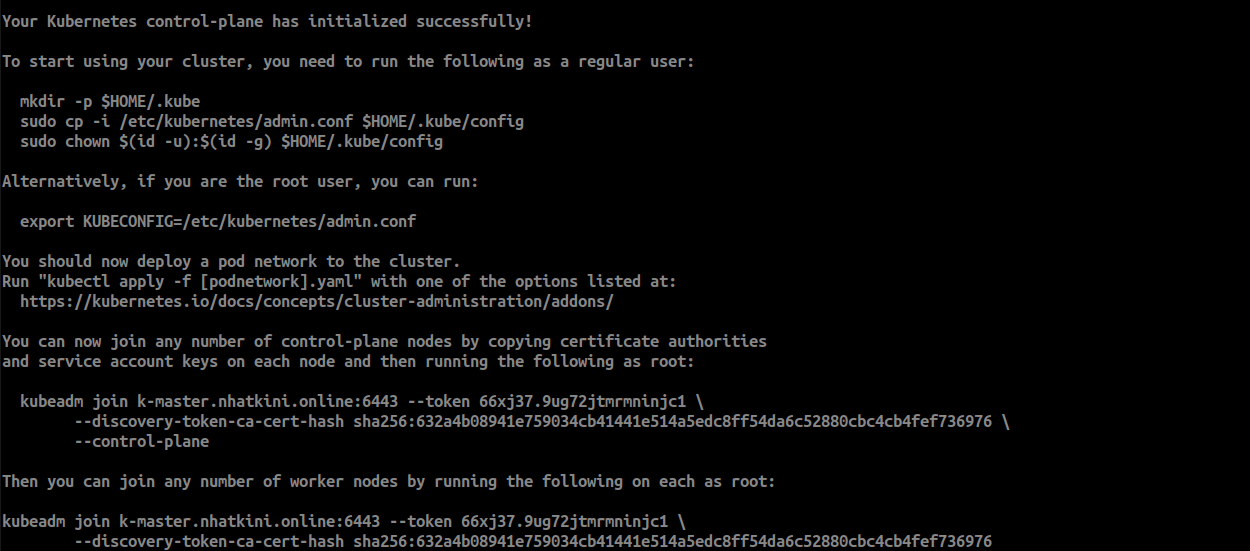 Your Kubernetes control-plane has initialized successfully!
To start using your cluster, you need to run the following as a regular user:
mkdir -p $HOME/.kube
sudo cp -i /etc/kubernetes/admin.conf $HOME/.kube/config
sudo chown $(id -u):$(id -g) $HOME/.kube/config
Alternatively, if you are the root user, you can run:
export KUBECONFIG=/etc/kubernetes/admin.conf
You should now deploy a pod network to the cluster.
Run "kubectl apply -f [podnetwork].yaml" with one of the options listed at:
https://kubernetes.io/docs/concepts/cluster-administration/addons/
You can now join any number of control-plane nodes by copying certificate authorities
and service account keys on each node and then running the following as root:
kubeadm join k-master.nhatkini.online:6443 --token 66xj37.9ug72jtmrmninjc1 \
--discovery-token-ca-cert-hash sha256:632a4b08941e759034cb41441e514a5edc8ff54da6c52880cbc4cb4fef736976 \
--control-plane
Then you can join any number of worker nodes by running the following on each as root:
kubeadm join k-master.nhatkini.online:6443 --token 66xj37.9ug72jtmrmninjc1 \
--discovery-token-ca-cert-hash sha256:632a4b08941e759034cb41441e514a5edc8ff54da6c52880cbc4cb4fef736976